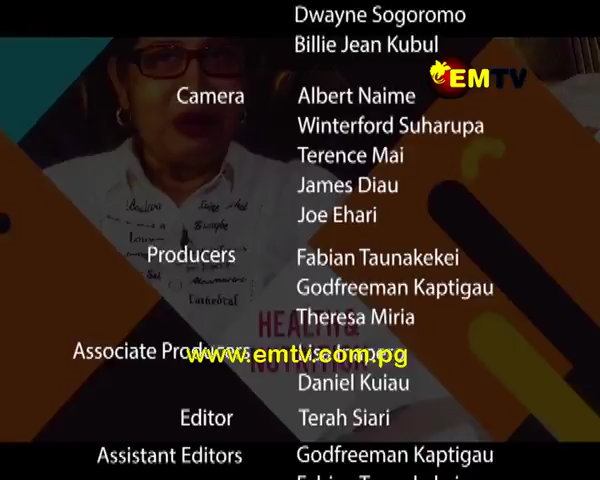 Dwayne Sogoromo
Billie Jean Kubul
EMTV
Camera Albert Naime
Winterford Suharupa
Terence Mai
James Diau
Joe Ehari
Producers Fabian Taunakekei
Godfreeman Kaptigau
Theresa Miria
HEALTH &
NUTRITION
Associate Producers
www.emtv.com.pg
Daniel Kuiau
Editor Terah Siari
Assistant Editors Godfreeman Kaptigau